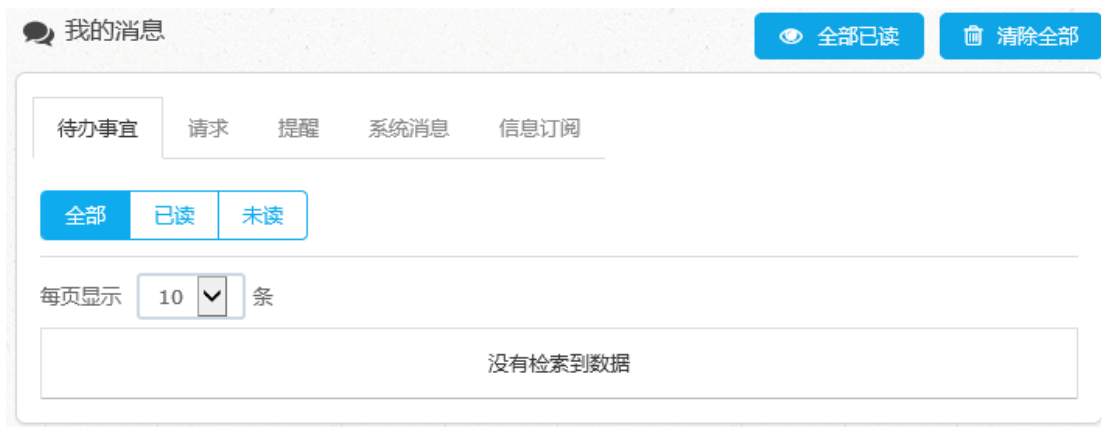 我的消息 全部已读 清除全部
待办事宜 请求 提醒 系统消息 信息订阅
全部 已读 未读
每页显示 10 条
没有检索到数据